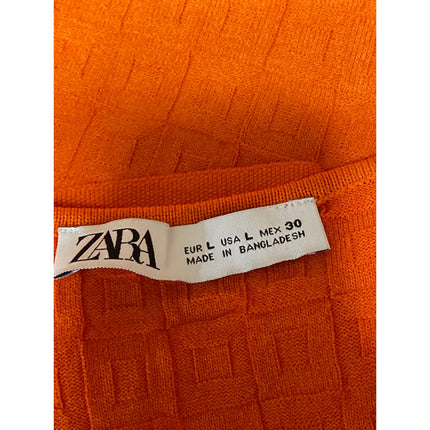 ZARA
EUR L USA L MEX 30
MADE IN BANGLADESH